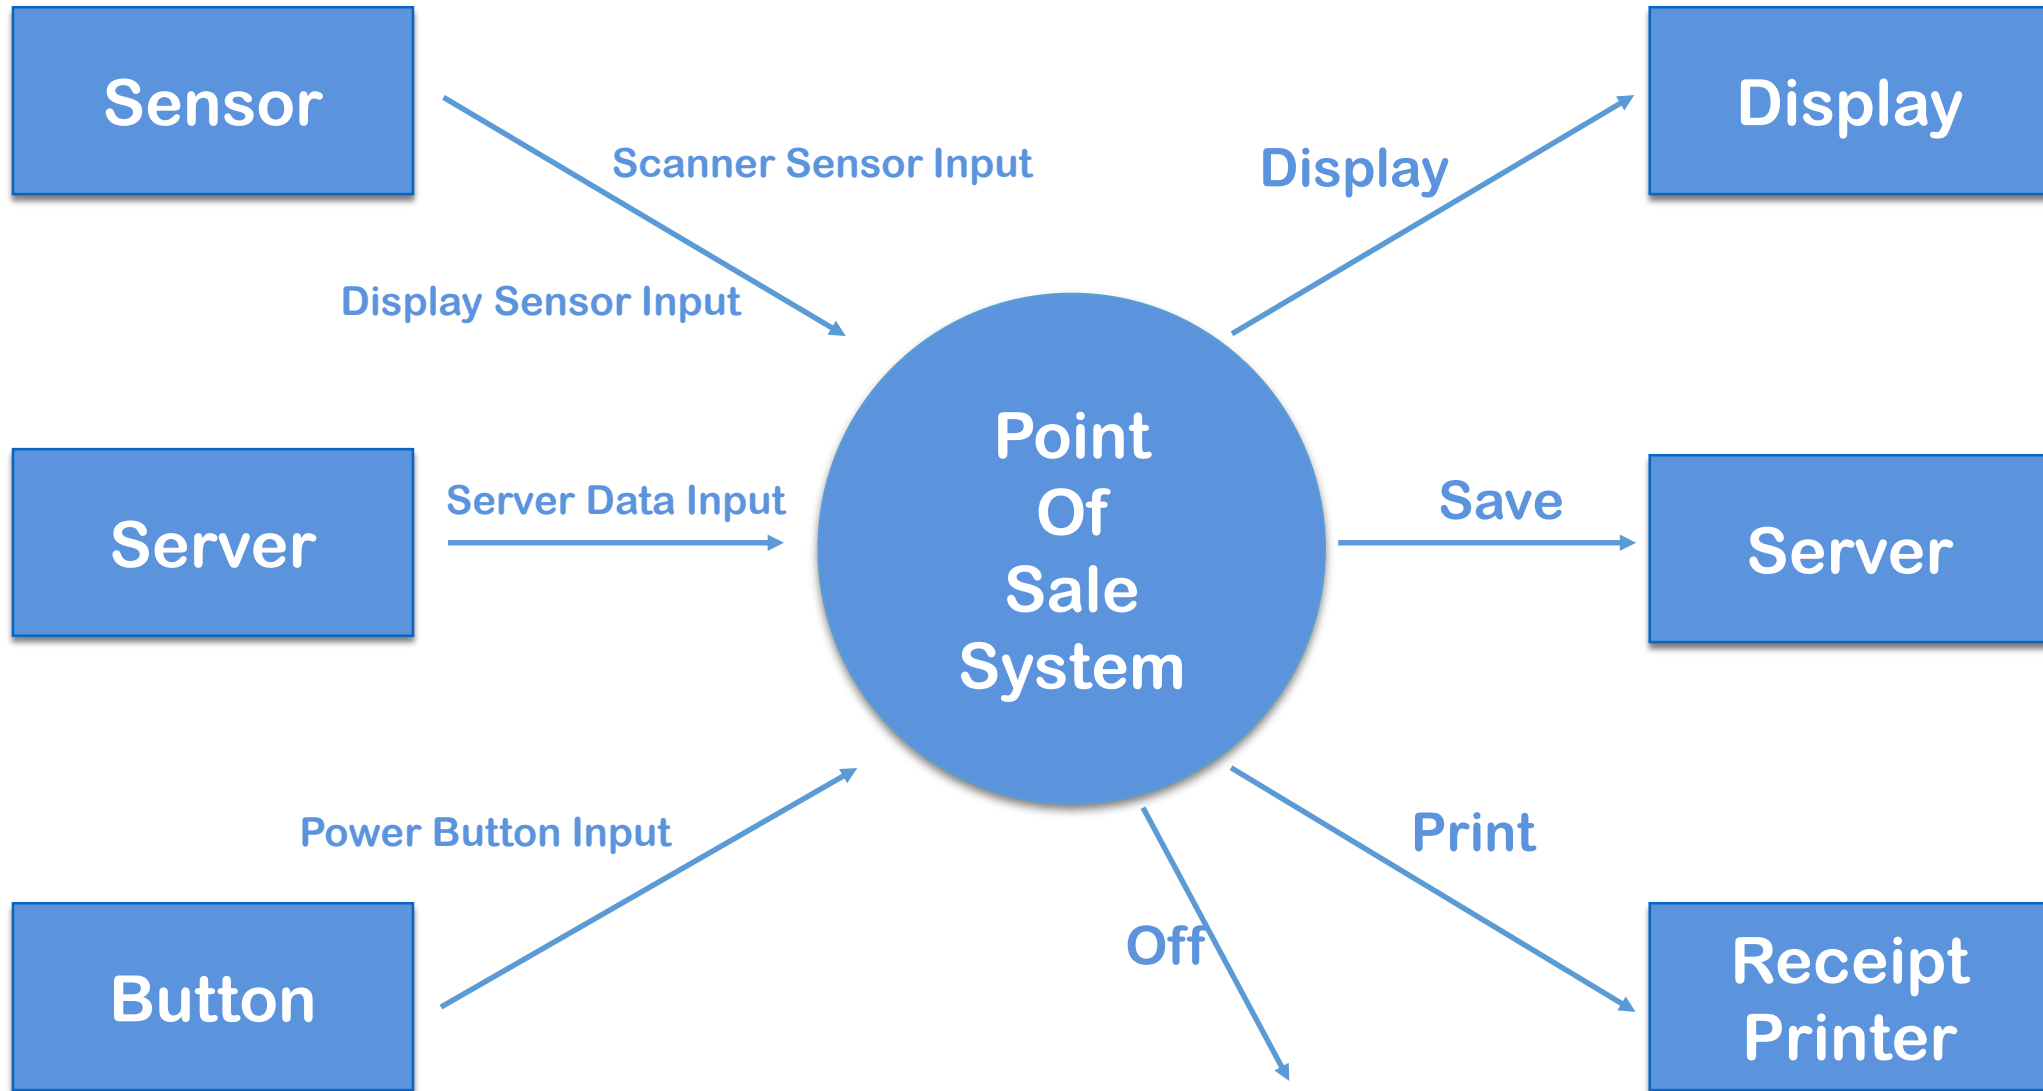 Sensor
Scanner Sensor Input
Display
Display
Display Sensor Input
Point
Of
Sale
System
Server
Server Data Input
Save
Server
Power Button Input
Print
Off
Button
Receipt
Printer